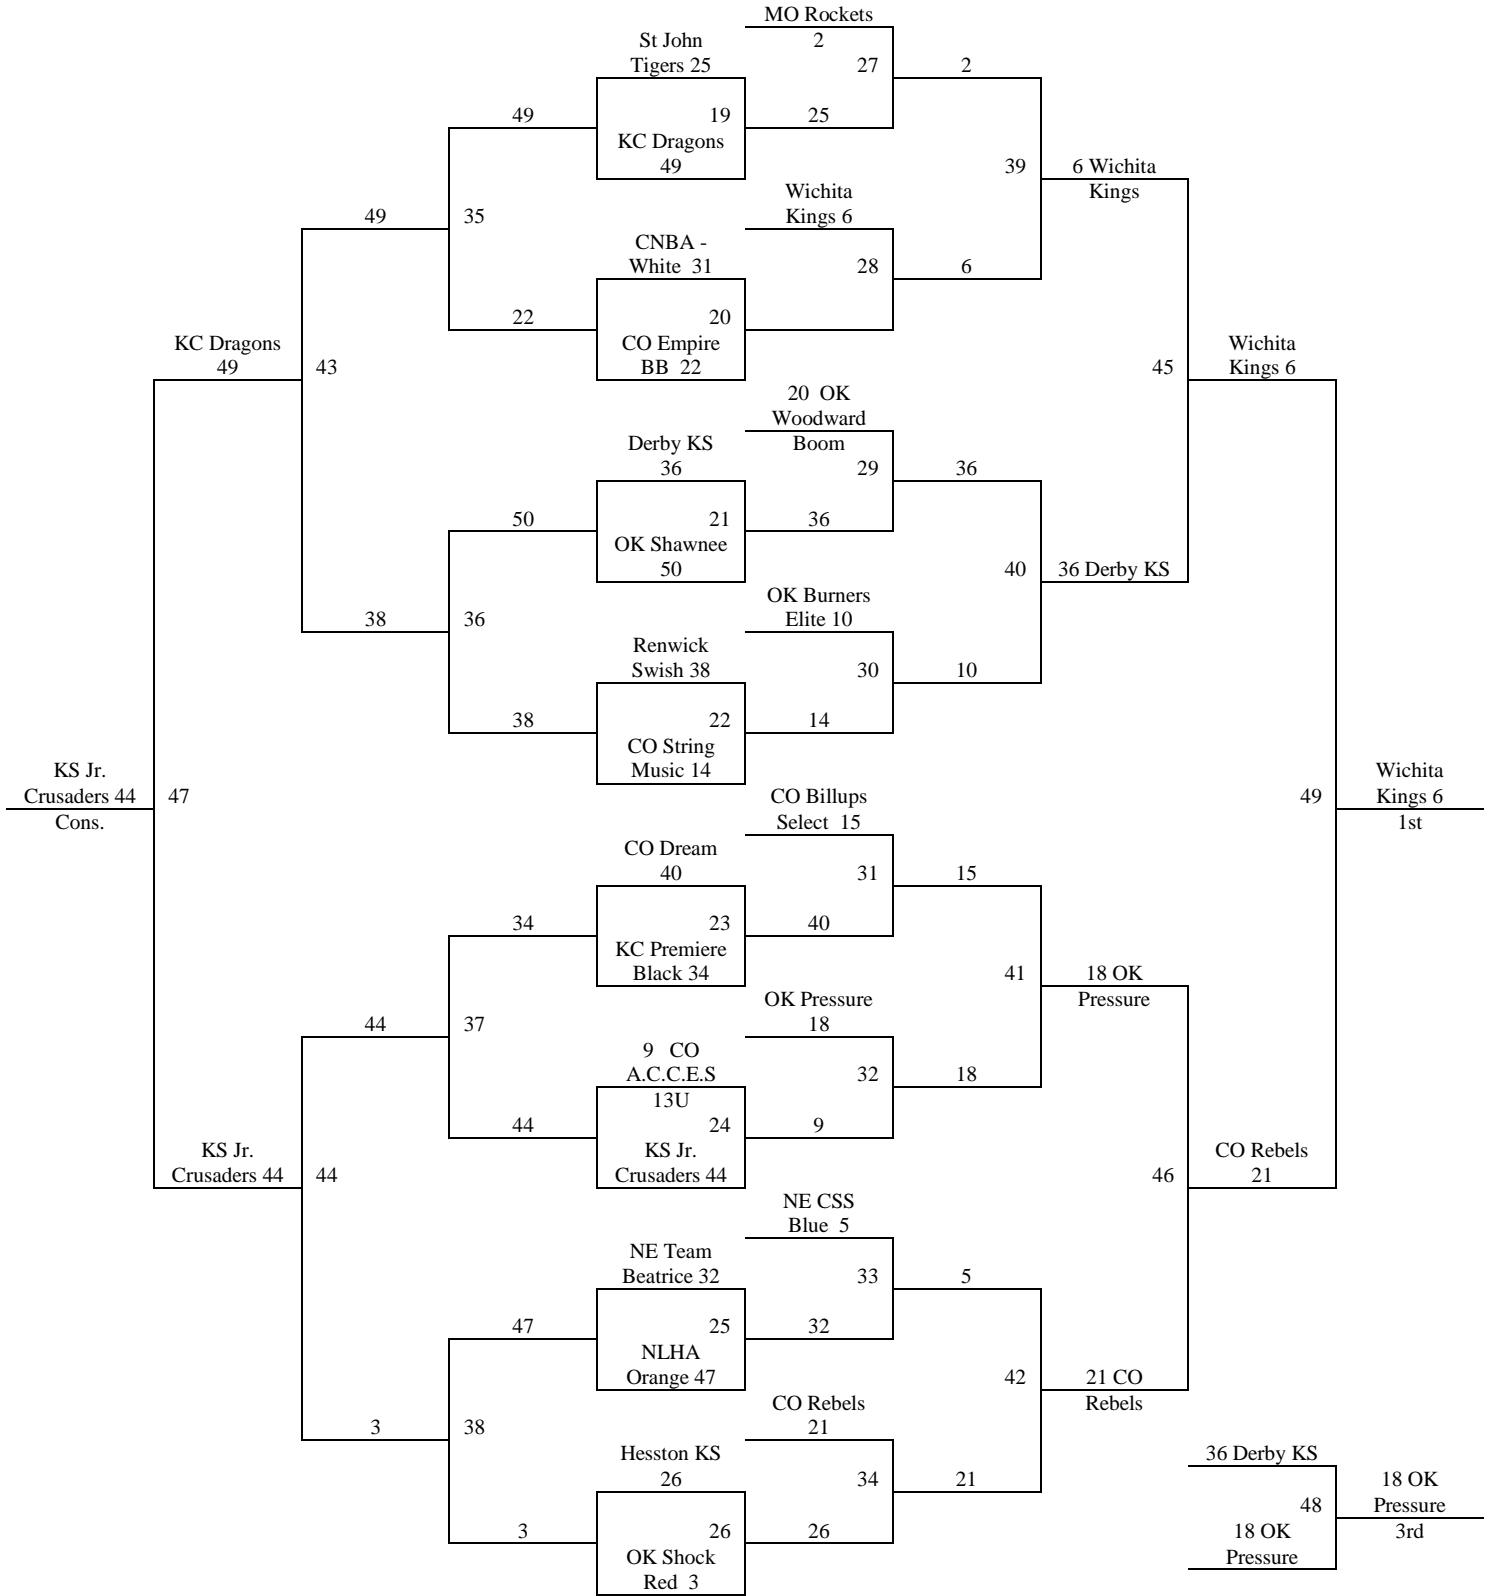 MO Rockets
2
St John
Tigers 25
27
2
49
19
25
KC Dragons
49
39
6 Wichita
Kings
Wichita
Kings 6
49
35
CNBA -
White  31
28
6
22
20
CO Empire
BB  22
KC Dragons
49
43
45
Wichita
Kings 6
20  OK
Woodward
Boom
Derby KS
36
29
36
50
21
36
OK Shawnee
50
40
36 Derby KS
OK Burners
Elite 10
38
36
Renwick
Swish 38
30
10
38
22
14
CO String
Music 14
KS Jr.
Crusaders 44
Cons.
47
49
Wichita
Kings 6
1st
CO Billups
Select  15
CO Dream
40
31
15
34
23
40
KC Premiere
Black 34
41
18 OK
Pressure
OK Pressure
18
44
37
9   CO
A.C.C.E.S
13U
32
18
44
24
9
KS Jr.
Crusaders 44
KS Jr.
Crusaders 44
44
46
CO Rebels
21
NE CSS
Blue  5
NE Team
Beatrice 32
33
5
47
25
32
NLHA
Orange 47
42
21 CO
Rebels
CO Rebels
21
3
38
Hesston KS
26
34
21
3
26
26
OK Shock
Red  3
36 Derby KS
48
18 OK
Pressure
18 OK
Pressure
3rd